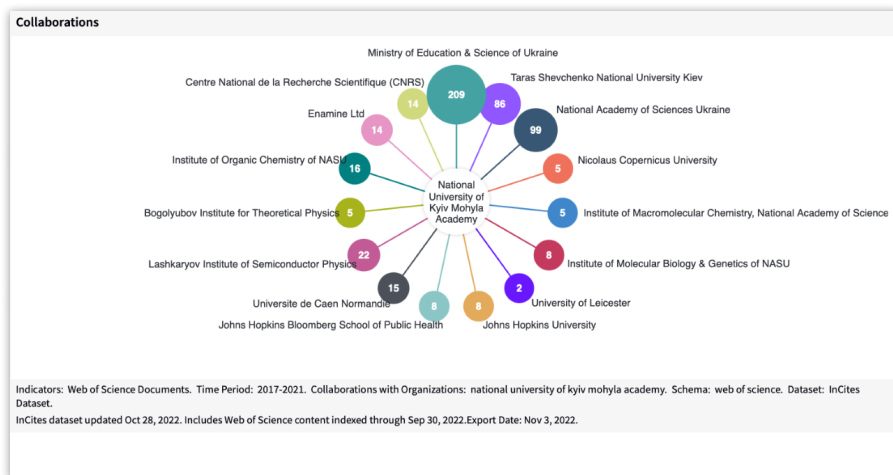 Collaborations
Ministry of Education & Science of Ukraine
209
Taras Shevchenko National University Kiev
86
National Academy of Sciences Ukraine
99
Nicolaus Copernicus University
5
Institute of Macromolecular Chemistry, National Academy of Science
5
Institute of Molecular Biology & Genetics of NASU
8
University of Leicester
2
Johns Hopkins University
8
Johns Hopkins Bloomberg School of Public Health
8
Universite de Caen Normandie
15
Lashkaryov Institute of Semiconductor Physics
22
Bogolyubov Institute for Theoretical Physics
5
Institute of Organic Chemistry of NASU
16
Enamine Ltd
14
Centre National de la Recherche Scientifique (CNRS)
14
National
University of
Kyiv Mohyla
Academy
Indicators: Web of Science Documents. Time Period: 2017-2021. Collaborations with Organizations: national university of kyiv mohyla academy. Schema: web of science. Dataset: InCites
Dataset.
InCites dataset updated Oct 28, 2022. Includes Web of Science content indexed through Sep 30, 2022.Export Date: Nov 3, 2022.